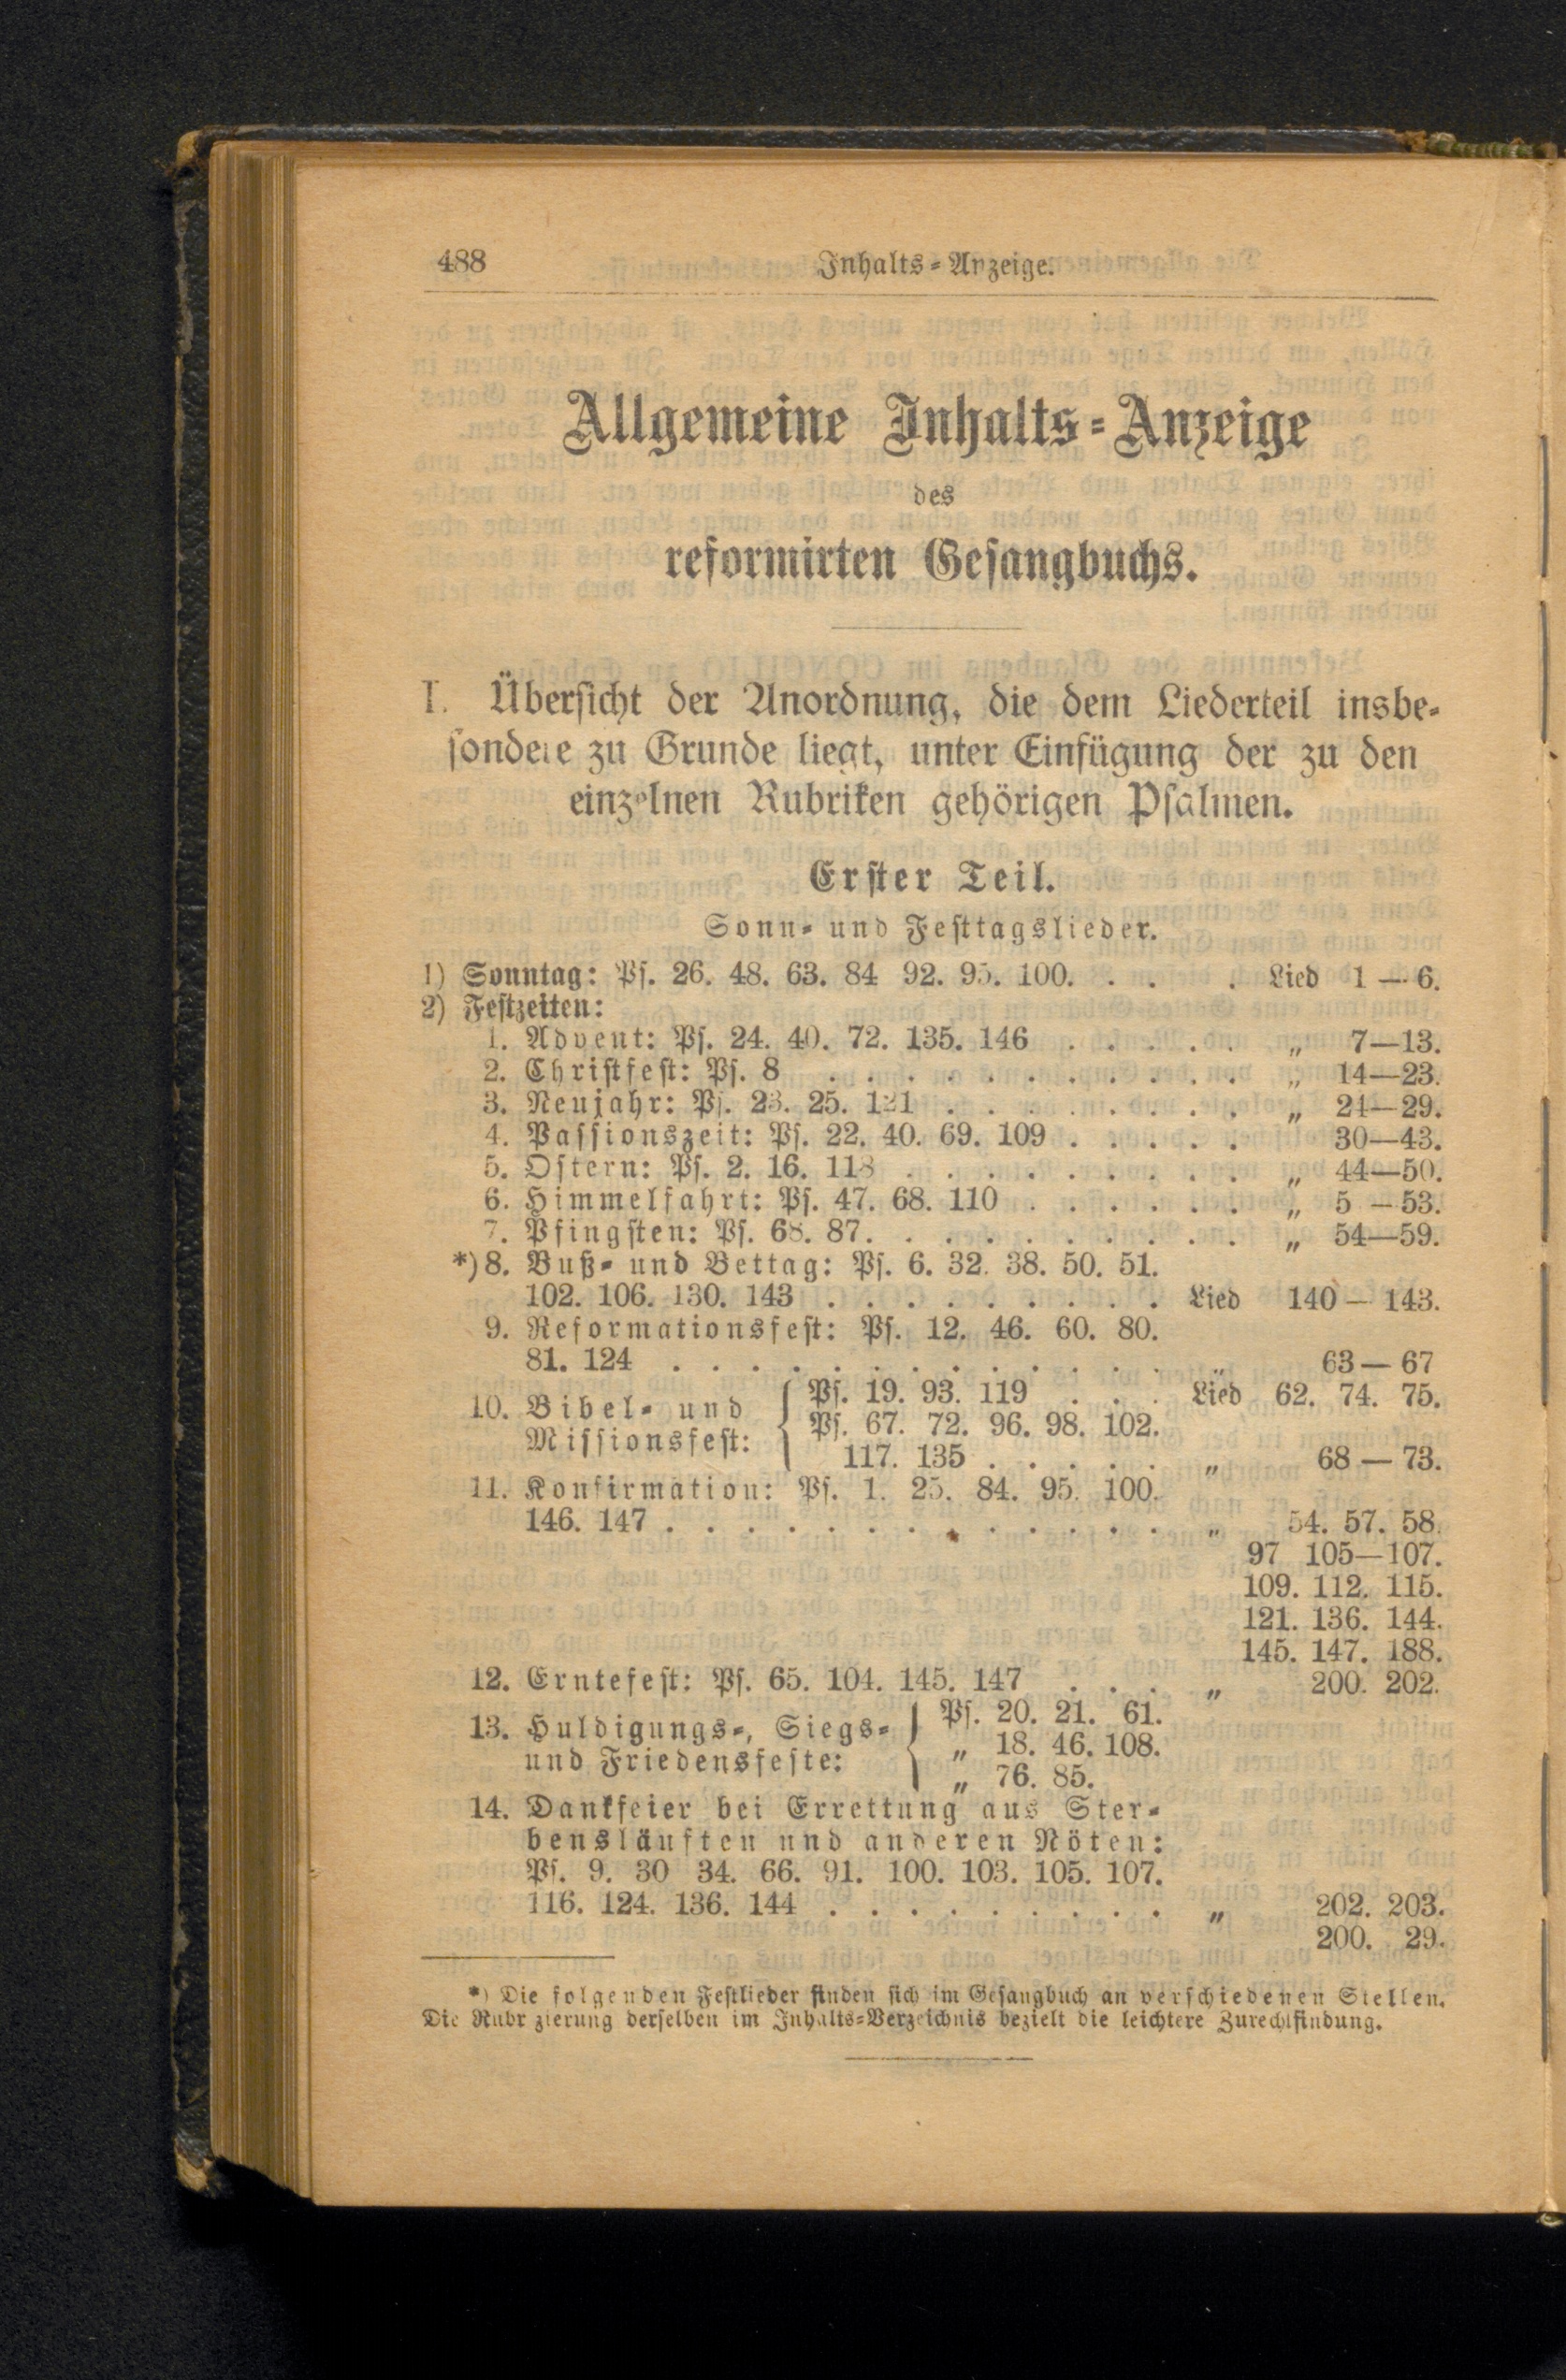 488 Inhalts-Anzeige.
Allgemeine Inhalts-Anzeige
des
reformirten Gesangbuchs.
I. Übersicht der Anordnung, die dem Liederteil insbe-
sondere zu Grunde liegt, unter Einfügung der zu den
einzelnen Rubriken gehörigen Psalmen.
Erster Teil.
Sonn- und Festtagslieder.
1) Sonntag: Ps. 26. 48. 63. 84 92. 95. 100. . . . Lied 1—6.
2) Festzeiten:
1. Advent: Ps. 24. 40. 72. 135. 146 . . . . . „ 7—13.
2. Christfest: Ps. 8 . . . . . . . . . . . „ 14—23.
3. Neujahr: Ps. 23. 25. 121 . . . . . . . . „ 24—29.
4. Passionszeit: Ps. 22. 40. 69. 109 . . . . . 30—43.
5. Ostern: Ps. 2. 16. 118 . . . . . . . . . „ 44—50.
6. Himmelfahrt: Ps. 47. 68. 110 . . . . . . „ 5 —53.
7. Pfingsten: Ps. 68. 87. . . . . . . . . . . „ 54—59.
*) 8. Buß- und Bettag: Ps. 6. 32. 38. 50. 51.
102. 106. 130. 143 . . . . . . . . . Lied 140—143.
9. Reformationsfest: Ps. 12. 46. 60. 80.
81. 124 . . . . . . . . . . . . . „ 63—67
10. Bibel- und { Ps. 19. 93. 119 . . . Lied 62. 74. 75.
Missionsfest: Ps. 67. 72. 96. 98. 102.
117. 135 . . . . . „ 68—73.
11. Konfirmation: Ps. 1. 25. 84. 95. 100.
146. 147 . . . . . . . . . . . . . „ 54. 57. 58.
97 105—107.
109. 112. 115.
121. 136. 144.
145. 147. 188.
12. Erntefest: Ps. 65. 104. 145. 147 . . . „ 200. 202.
13. Huldigungs-, Siegs- { Ps. 20. 21. 61.
und Friedensfeste: „ 18. 46. 108.
„ 76. 85.
14. Dankfeier bei Errettung aus Ster-
bensläuften und anderen Nöten:
Ps. 9. 30 34. 66. 91. 100. 103. 105. 107.
116. 124. 136. 144 . . . . . . . . . „ 202. 203.
200. 29.
*) Die folgenden Festlieder finden sich im Gesangbuch an verschiedenen Stellen.
Die Rubr zierung derselben im Inhalts-Verzeichnis bezielt die leichtere Zurechtfindung.